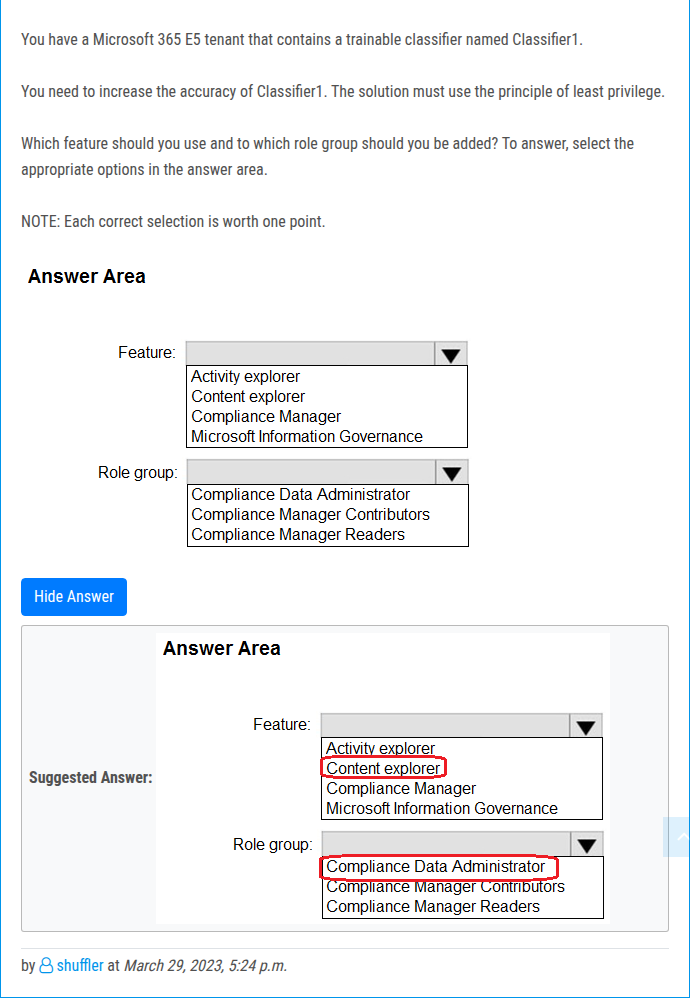 You have a Microsoft 365 E5 tenant that contains a trainable classifier named Classifier1.
You need to increase the accuracy of Classifier1. The solution must use the principle of least privilege.
Which feature should you use and to which role group should you be added? To answer, select the
appropriate options in the answer area.
NOTE: Each correct selection is worth one point.
Answer Area
Feature:
Activity explorer
Content explorer
Compliance Manager
Microsoft Information Governance
Role group:
Compliance Data Administrator
Compliance Manager Contributors
Compliance Manager Readers
Hide Answer
Answer Area
Feature:
Activity explorer
Content explorer
Suggested Answer:
Compliance Manager
Microsoft Information Governance
Role group:
Compliance Data Administrator
Compliance Manager Contributors
Compliance Manager Readers
by shuffler at March 29, 2023, 5:24 p.m.